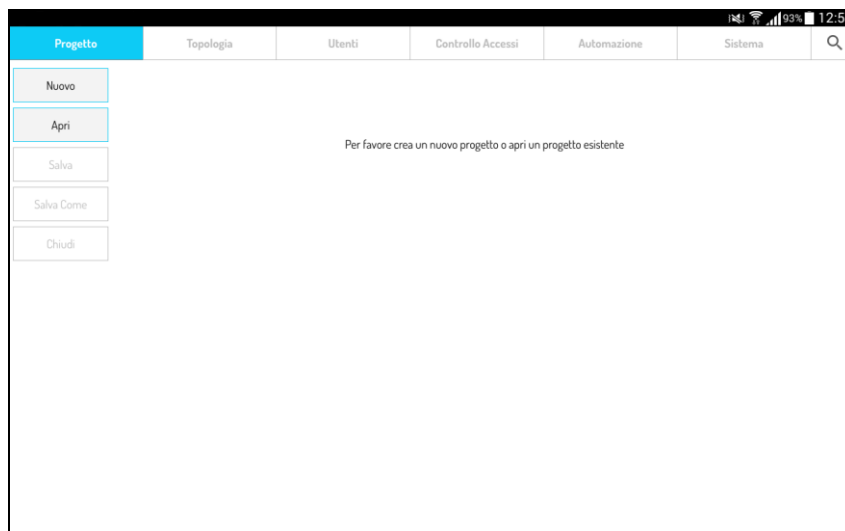 93% 12:5
Progetto Topologia Utenti Controllo Accessi Automazione Sistema
Nuovo
Apri
Per favore crea un nuovo progetto o apri un progetto esistente
Salva
Salva Come
Chiudi